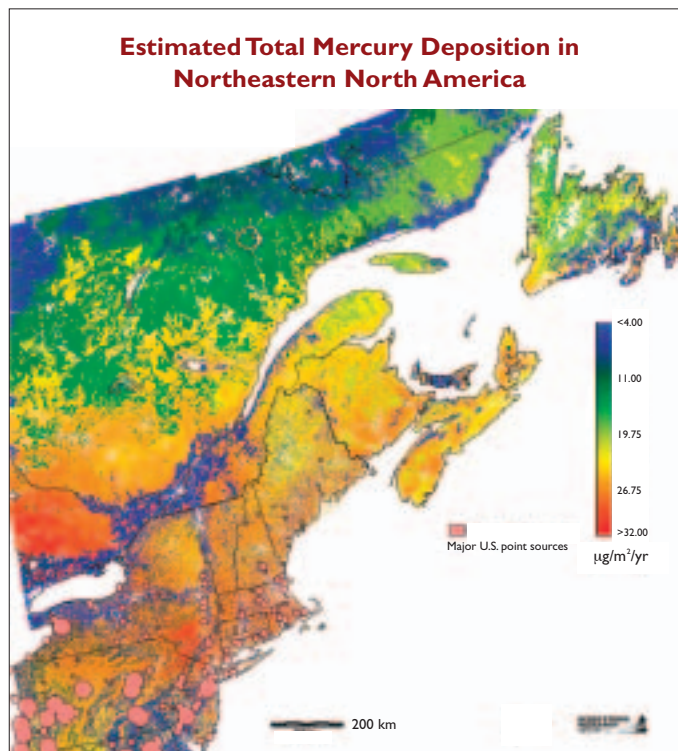 Estimated Total Mercury Deposition in
Northeastern North America
<4.00
11.00
19.75
26.75
>32.00
µg/m²/yr
Major U.S. point sources
200 km